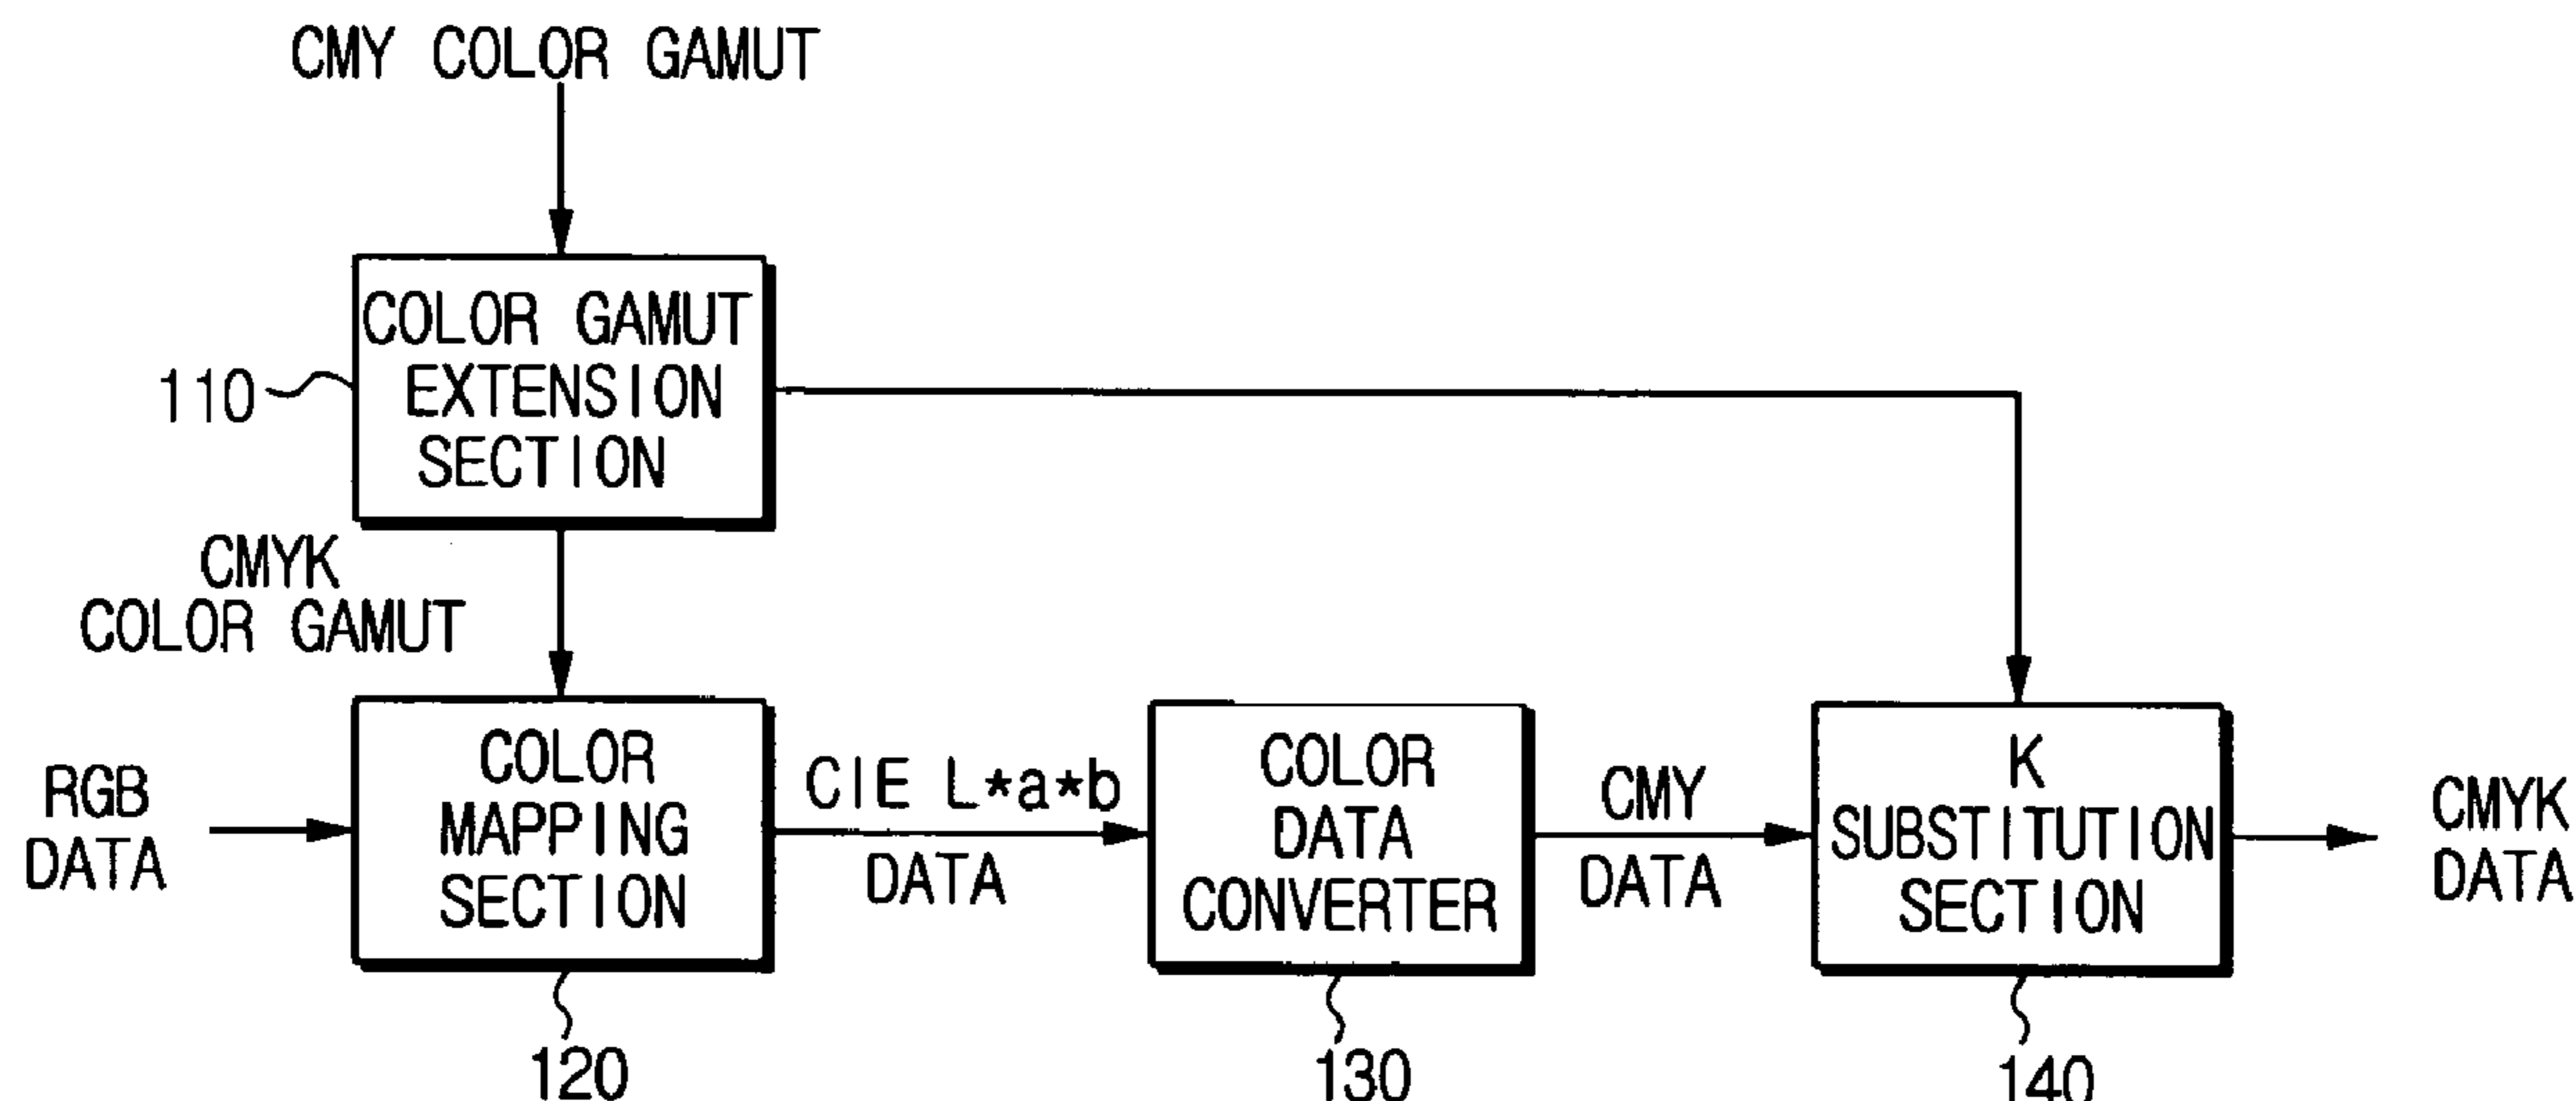 CMY COLOR GAMUT
COLOR GAMUT
EXTENSION
SECTION
110
CMYK
COLOR GAMUT
RGB
DATA
COLOR
MAPPING
SECTION
120
CIE L*a*b
DATA
COLOR
DATA
CONVERTER
130
CMY
DATA
K
SUBSTITUTION
SECTION
140
CMYK
DATA